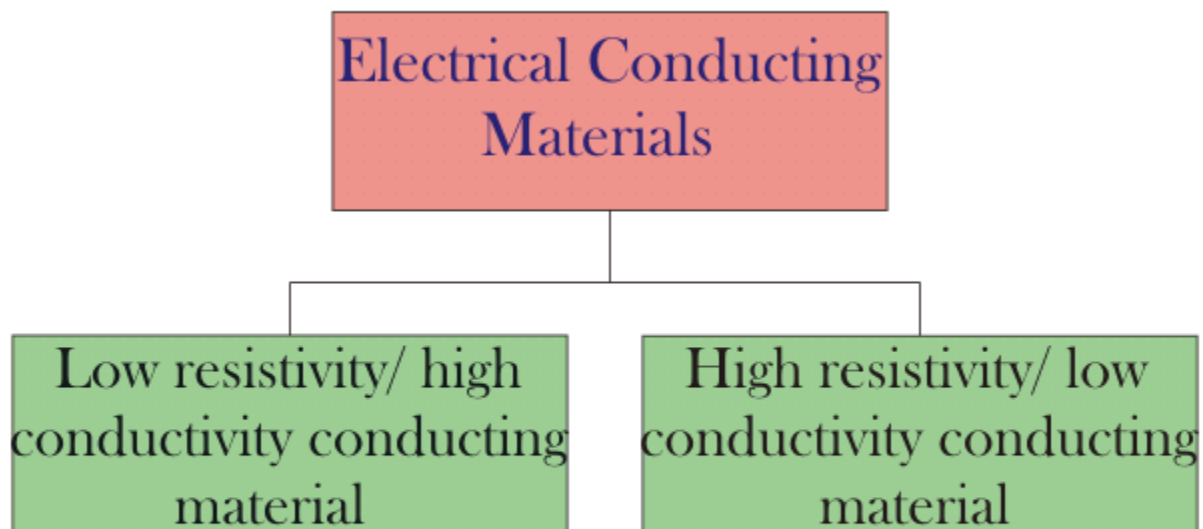 Electrical Conducting
Materials
Low resistivity/ high
conductivity conducting
material
High resistivity/ low
conductivity conducting
material